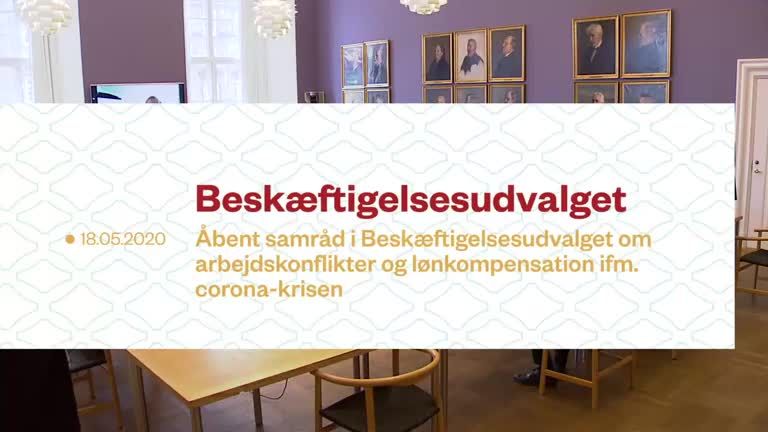 Beskæftigelsesudvalget
18.05.2020
Åbent samråd i Beskæftigelsesudvalget om
arbejdskonflikter og lønkompensation ifm.
corona-krisen